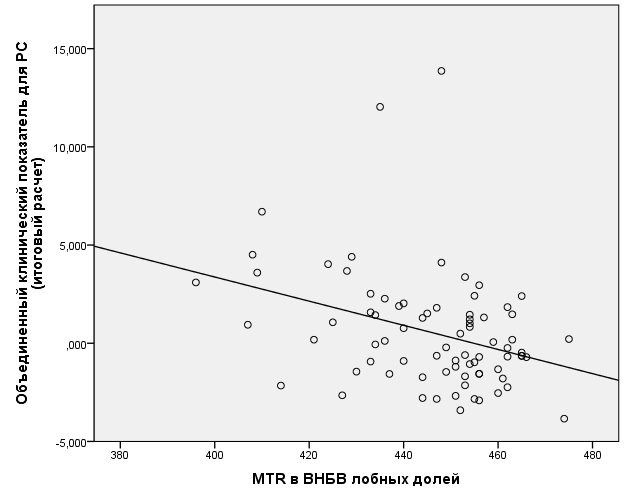 Объединенный клинический показатель для РС
(итоговый расчет)
15,000
10,000
5,000
,000
-5,000
380 400 420 440 460 480
MTR в ВНБВ лобных долей